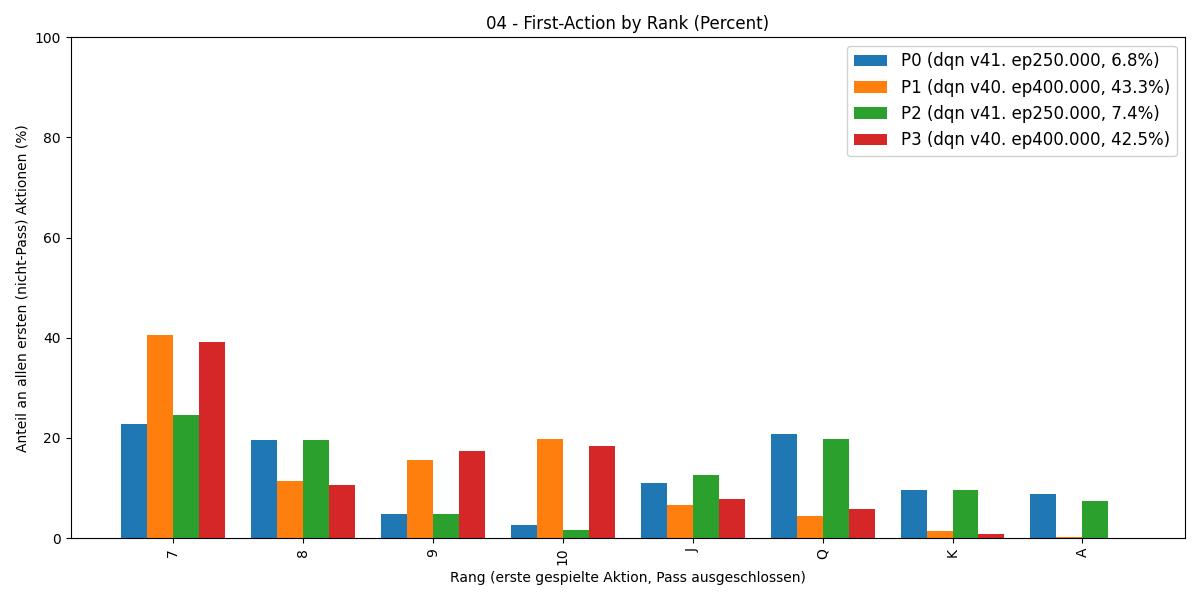 04 - First-Action by Rank (Percent)
P0 (dqn v41. ep250.000, 6.8%)
P1 (dqn v40. ep400.000, 43.3%)
P2 (dqn v41. ep250.000, 7.4%)
P3 (dqn v40. ep400.000, 42.5%)
Anteil an allen ersten (nicht-Pass) Aktionen (%)
100
80
60
40
20
0
7 8 9 10 J Q K A
Rang (erste gespielte Aktion, Pass ausgeschlossen)